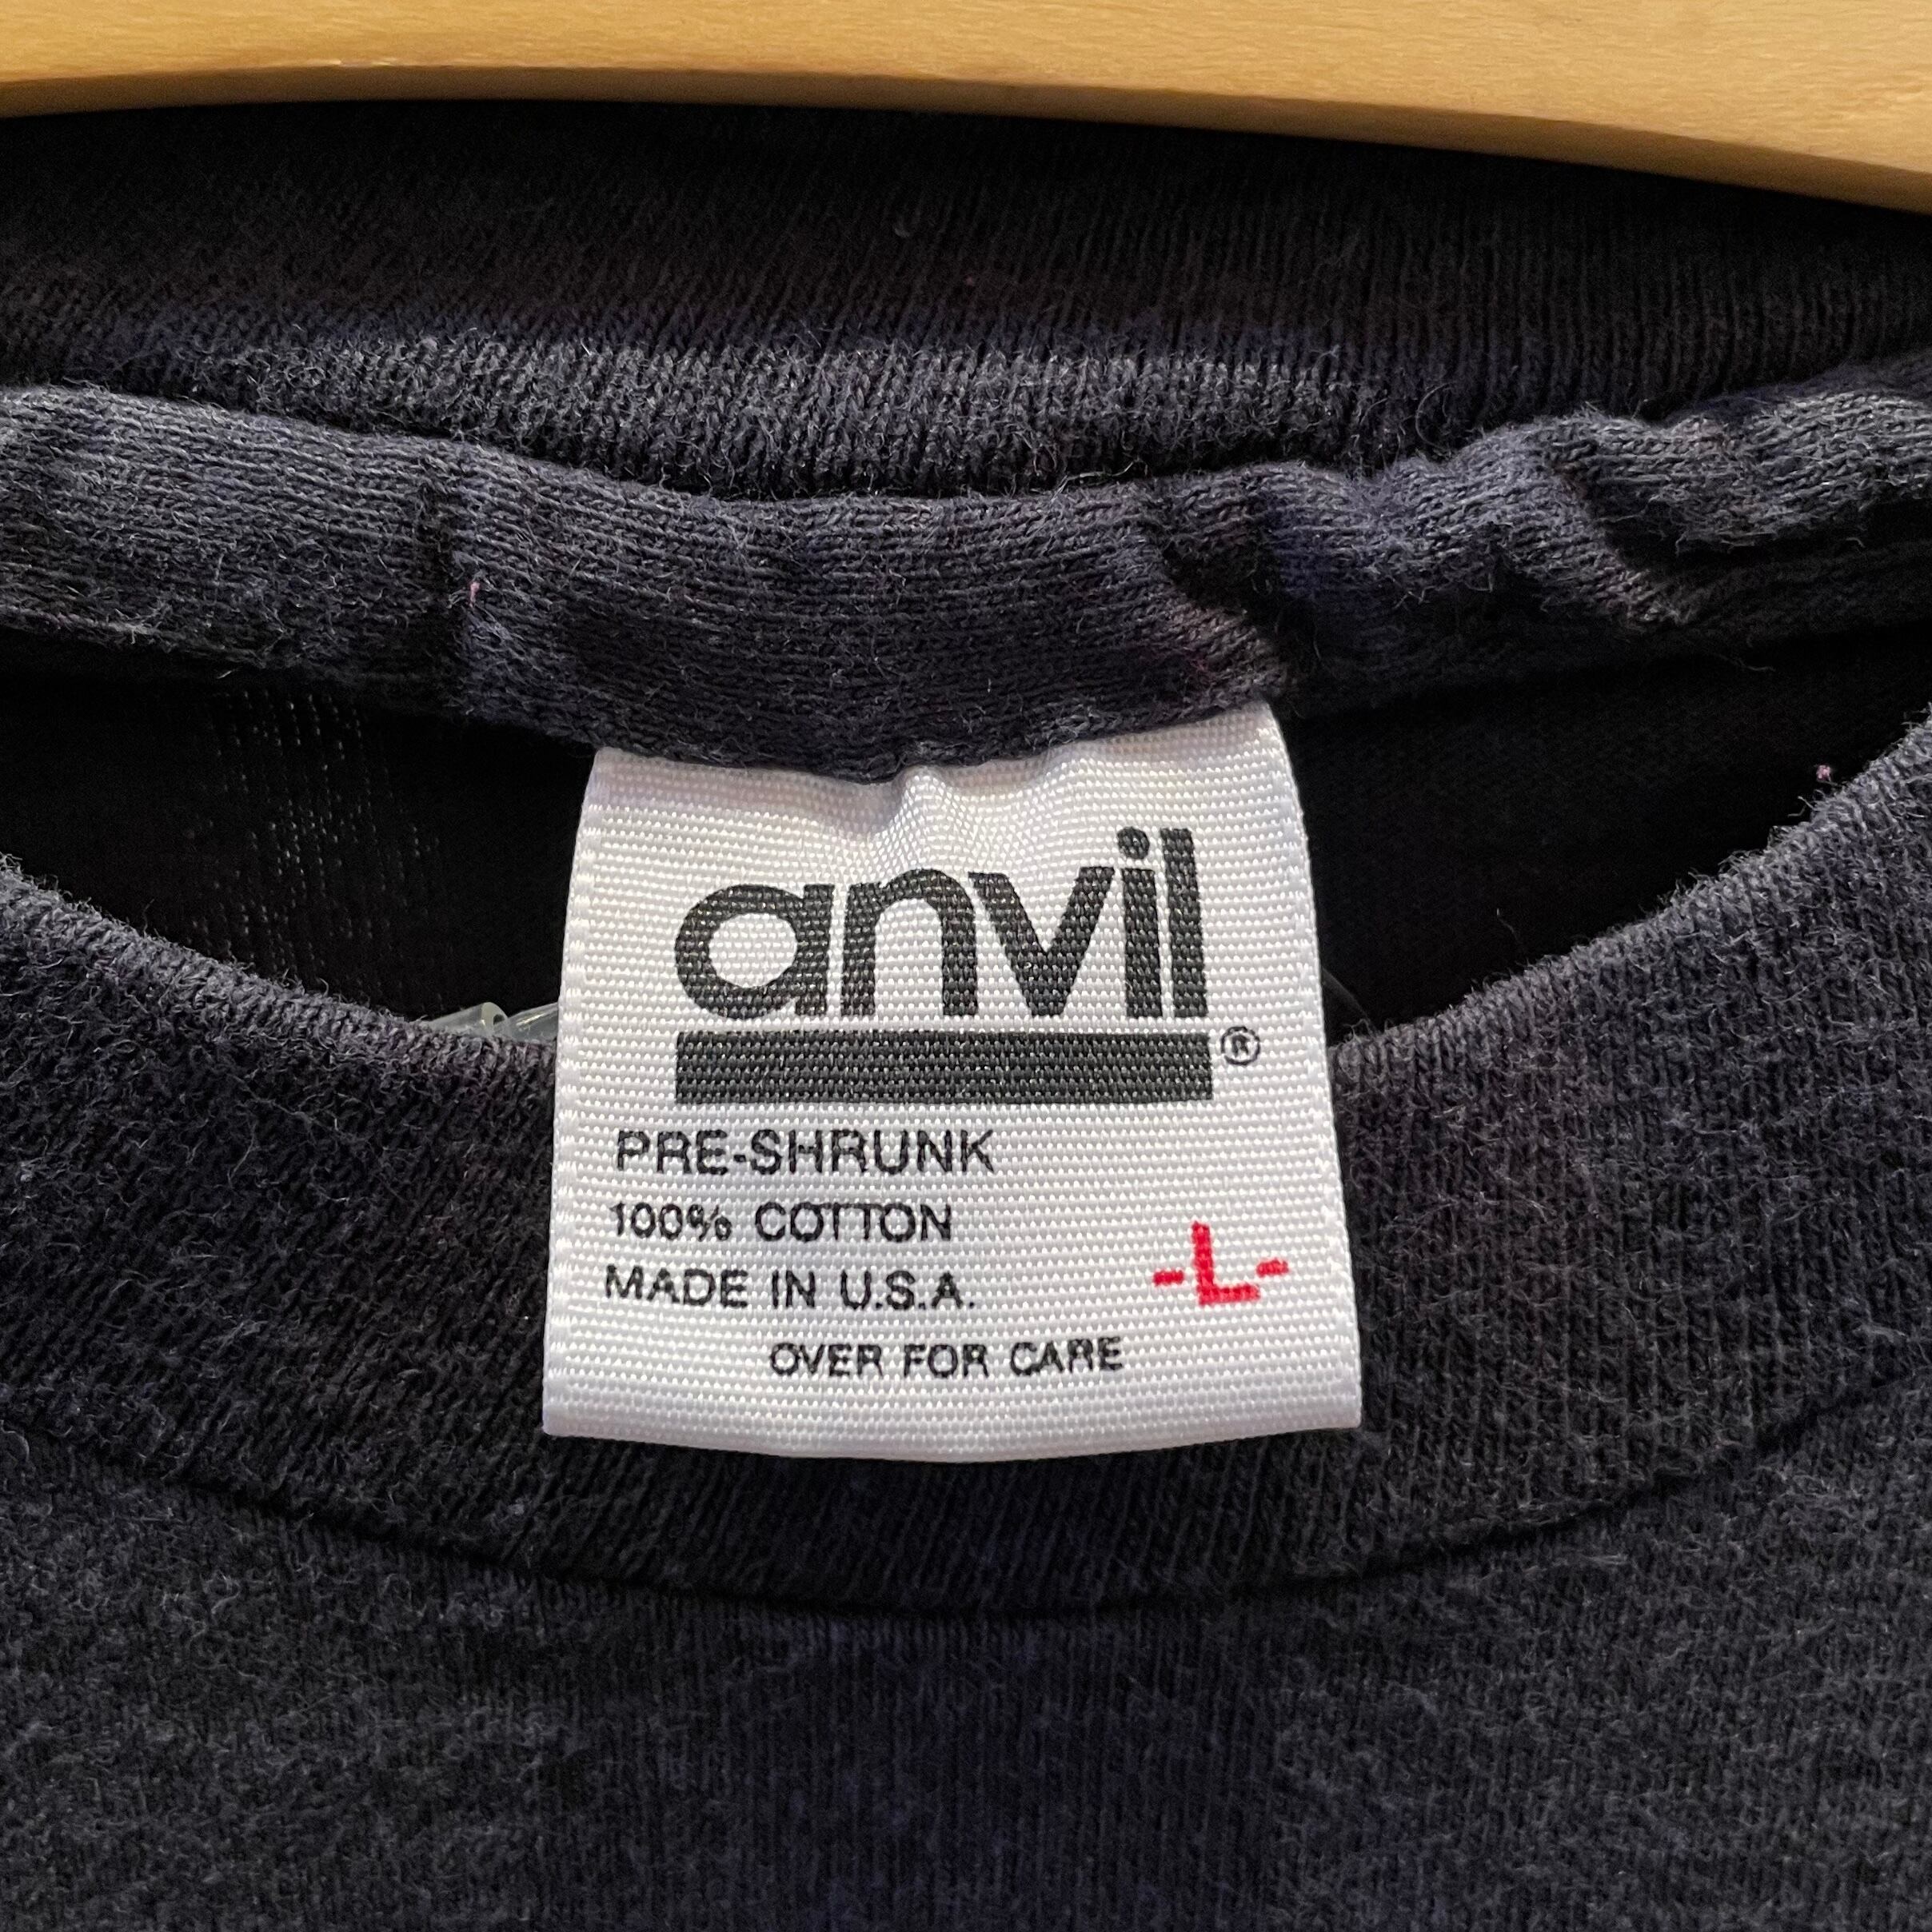 anvil®
PRE-SHRUNK
100% COTTON
MADE IN U.S.A.
-L-
OVER FOR CARE